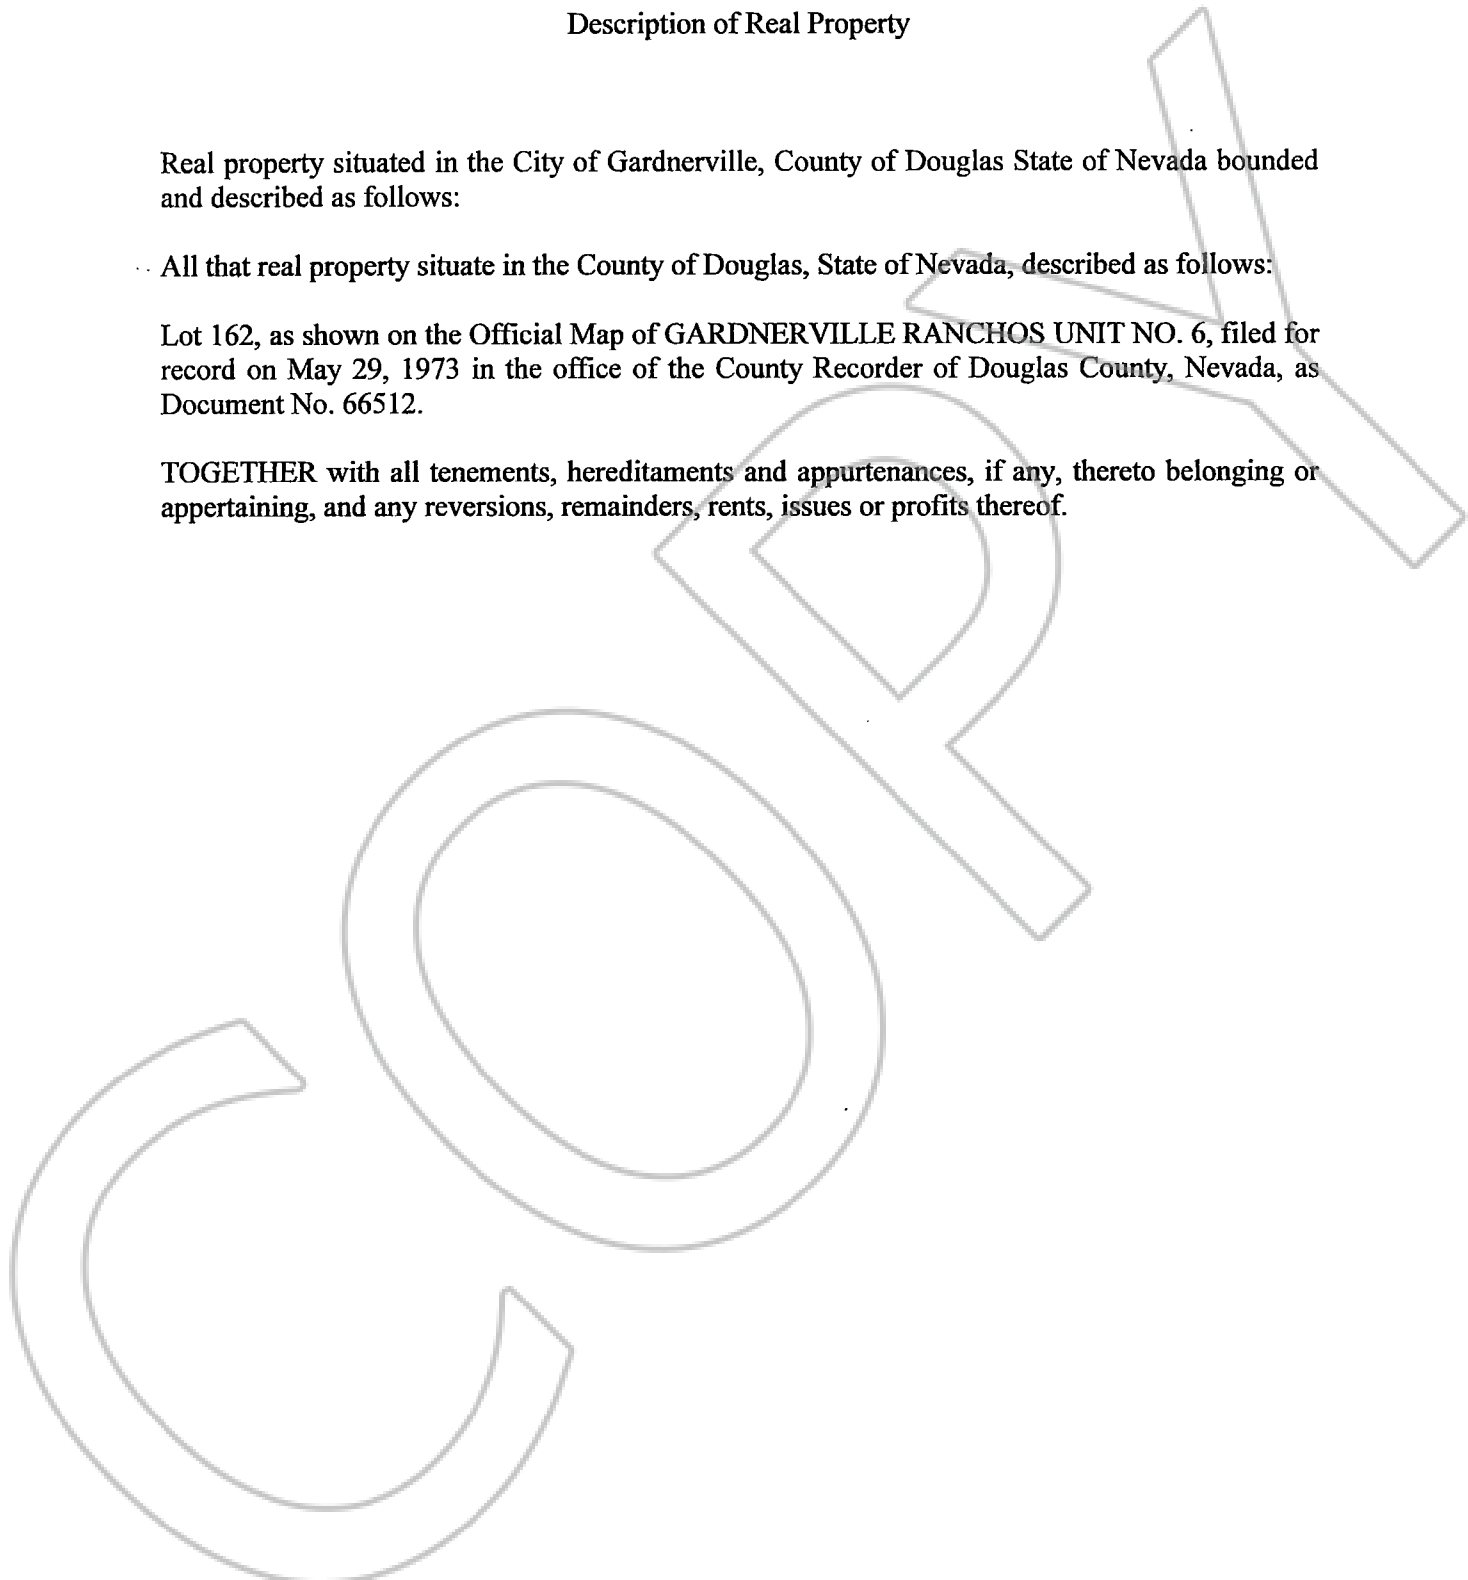 Description of Real Property
Real property situated in the City of Gardnerville, County of Douglas State of Nevada bounded
and described as follows:
All that real property situate in the County of Douglas, State of Nevada, described as follows:
Lot 162, as shown on the Official Map of GARDNERVILLE RANCHOS UNIT NO. 6, filed for
record on May 29, 1973 in the office of the County Recorder of Douglas County, Nevada, as
Document No. 66512.
TOGETHER with all tenements, hereditaments and appurtenances, if any, thereto belonging or
appertaining, and any reversions, remainders, rents, issues or profits thereof.
COPY